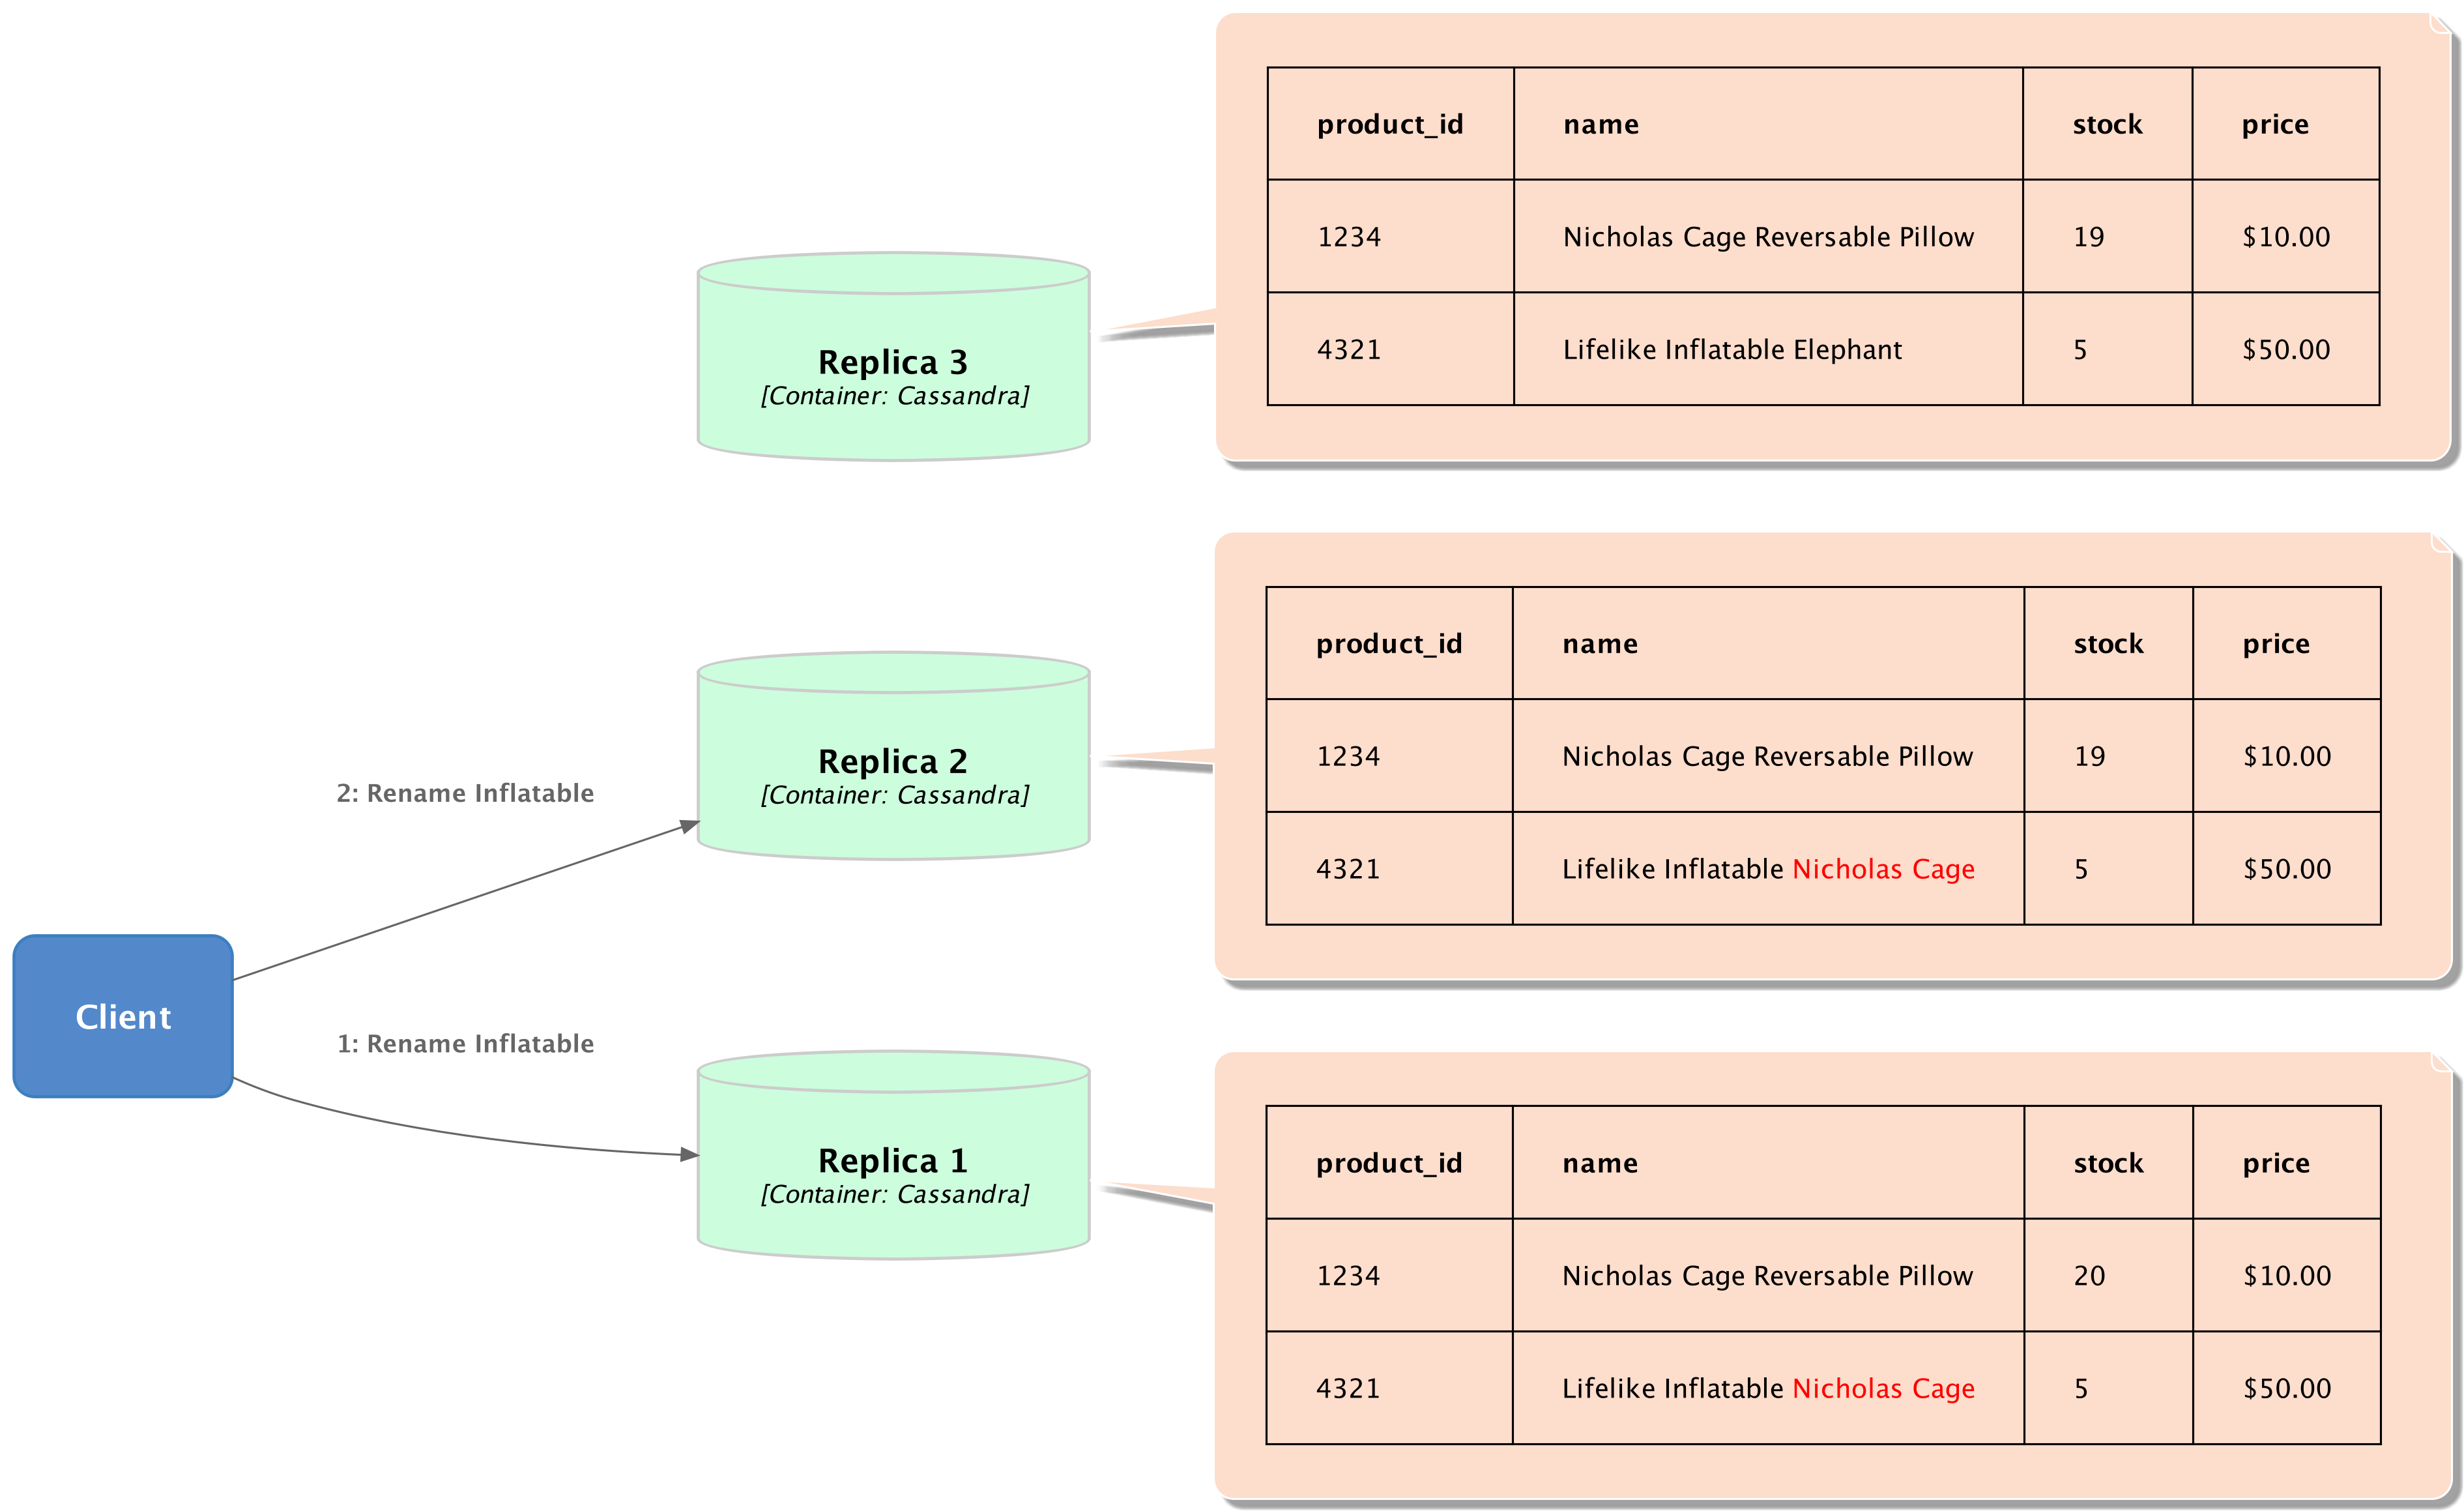 product_id name stock price
1234 Nicholas Cage Reversable Pillow 19 $10.00
4321 Lifelike Inflatable Elephant 5 $50.00
Replica 3
[Container: Cassandra]
product_id name stock price
1234 Nicholas Cage Reversable Pillow 19 $10.00
4321 Lifelike Inflatable Nicholas Cage 5 $50.00
Replica 2
[Container: Cassandra]
2: Rename Inflatable
Client
1: Rename Inflatable
Replica 1
[Container: Cassandra]
product_id name stock price
1234 Nicholas Cage Reversable Pillow 20 $10.00
4321 Lifelike Inflatable Nicholas Cage 5 $50.00